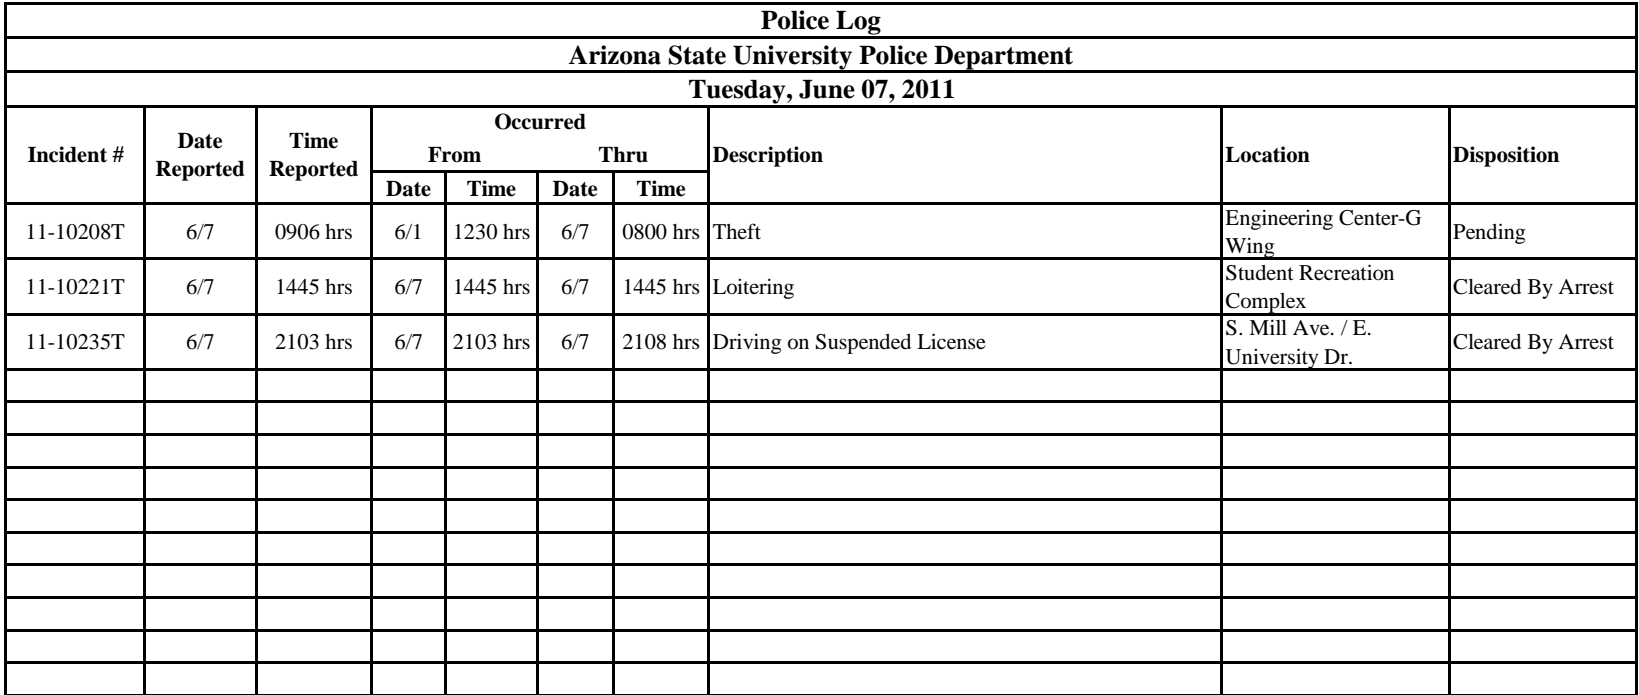 Police Log
Arizona State University Police Department
Tuesday, June 07, 2011
Incident # Date Reported Time Reported Occurred From Thru Description Location Disposition
Date Time Date Time
11-10208T 6/7 0906 hrs 6/1 1230 hrs 6/7 0800 hrs Theft Engineering Center-G Wing Pending
11-10221T 6/7 1445 hrs 6/7 1445 hrs 6/7 1445 hrs Loitering Student Recreation Complex Cleared By Arrest
11-10235T 6/7 2103 hrs 6/7 2103 hrs 6/7 2108 hrs Driving on Suspended License S. Mill Ave. / E. University Dr. Cleared By Arrest